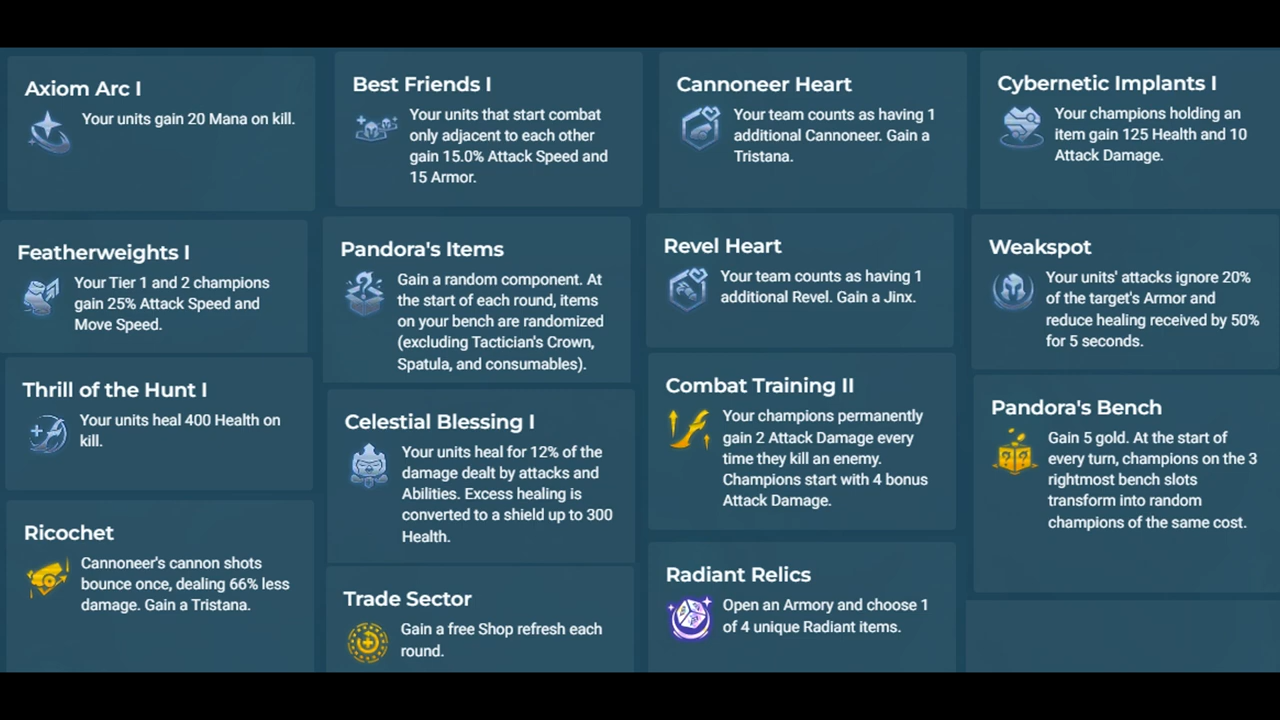 Axiom Arc I
Your units gain 20 Mana on kill.
Best Friends I
Your units that start combat
only adjacent to each other
gain 15.0% Attack Speed and
15 Armor.
Cannoneer Heart
Your team counts as having 1
additional Cannoneer. Gain a
Tristana.
Cybernetic Implants I
Your champions holding an
item gain 125 Health and 10
Attack Damage.
Featherweights I
Your Tier 1 and 2 champions
gain 25% Attack Speed and
Move Speed.
Pandora's Items
Gain a random component. At
the start of each round, items
on your bench are randomized
(excluding Tactician's Crown,
Spatula, and consumables).
Revel Heart
Your team counts as having 1
additional Revel. Gain a Jinx.
Weakspot
Your units' attacks ignore 20%
of the target's Armor and
reduce healing received by 50%
for 5 seconds.
Thrill of the Hunt I
Your units heal 400 Health on
kill.
Celestial Blessing I
Your units heal for 12% of the
damage dealt by attacks and
Abilities. Excess healing is
converted to a shield up to 300
Health.
Combat Training II
Your champions permanently
gain 2 Attack Damage every
time they kill an enemy.
Champions start with 4 bonus
Attack Damage.
Pandora's Bench
Gain 5 gold. At the start of
every turn, champions on the 3
rightmost bench slots
transform into random
champions of the same cost.
Ricochet
Cannoneer's cannon shots
bounce once, dealing 66% less
damage. Gain a Tristana.
Trade Sector
Gain a free Shop refresh each
round.
Radiant Relics
Open an Armory and choose 1
of 4 unique Radiant items.